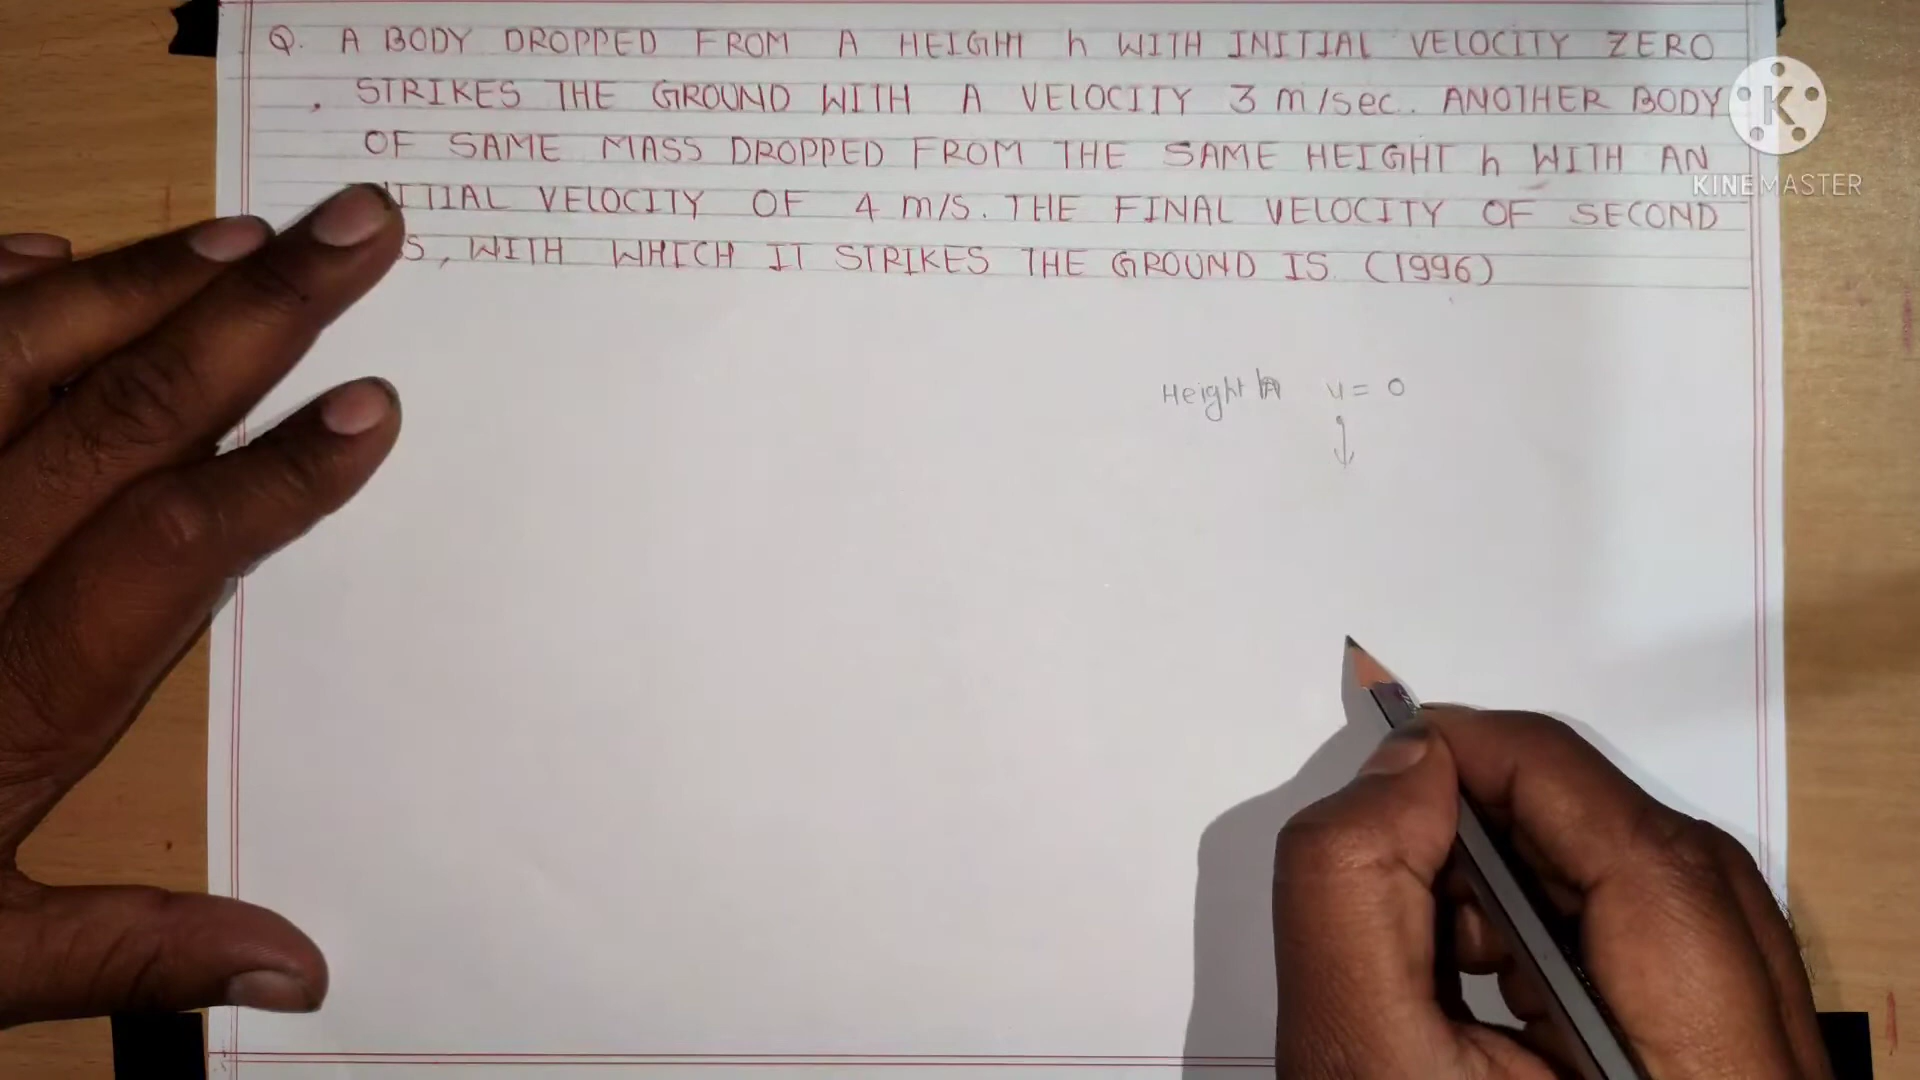 Q. A BODY DROPPED FROM A HEIGHT h WITH INITIAL VELOCITY ZERO
, STRIKES THE GROUND WITH A VELOCITY 3 m/sec. ANOTHER BODY
OF SAME MASS DROPPED FROM THE SAME HEIGHT h WITH AN
NITIAL VELOCITY OF 4 m/s. THE FINAL VELOCITY OF SECOND
S, WITH WHICH IT STRIKES THE GROUND IS (1996)
K
KINEMASTER
Height h u = 0